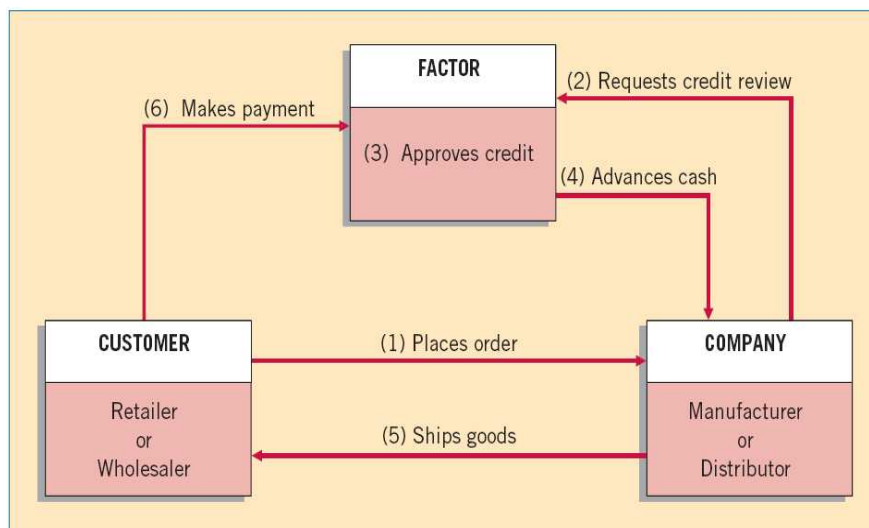 FACTOR
(2) Requests credit review
(6) Makes payment
(3) Approves credit
(4) Advances cash
CUSTOMER
(1) Places order
COMPANY
Retailer
or
Wholesaler
(5) Ships goods
Manufacturer
or
Distributor